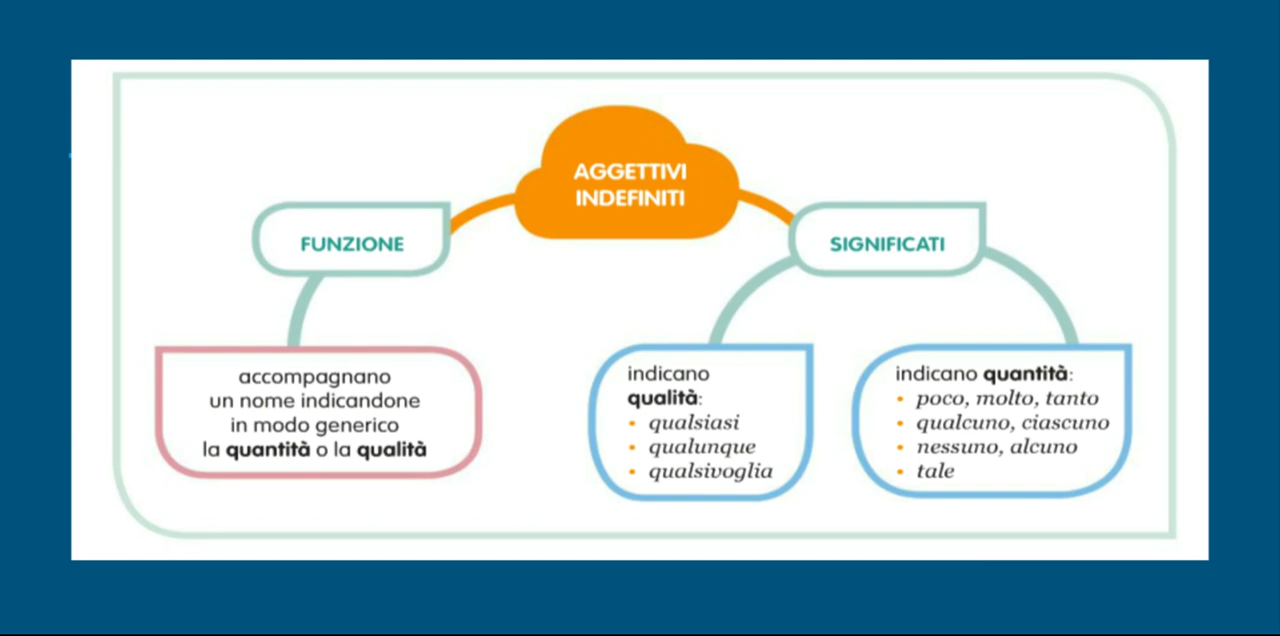 AGGETTIVI
INDEFINITI
FUNZIONE
accompagnano
un nome indicandone
in modo generico
la quantità o la qualità
SIGNIFICATI
indicano
qualità:
• qualsiasi
• qualunque
• qualsivoglia
indicano quantità:
• poco, molto, tanto
• qualcuno, ciascuno
• nessuno, alcuno
• tale